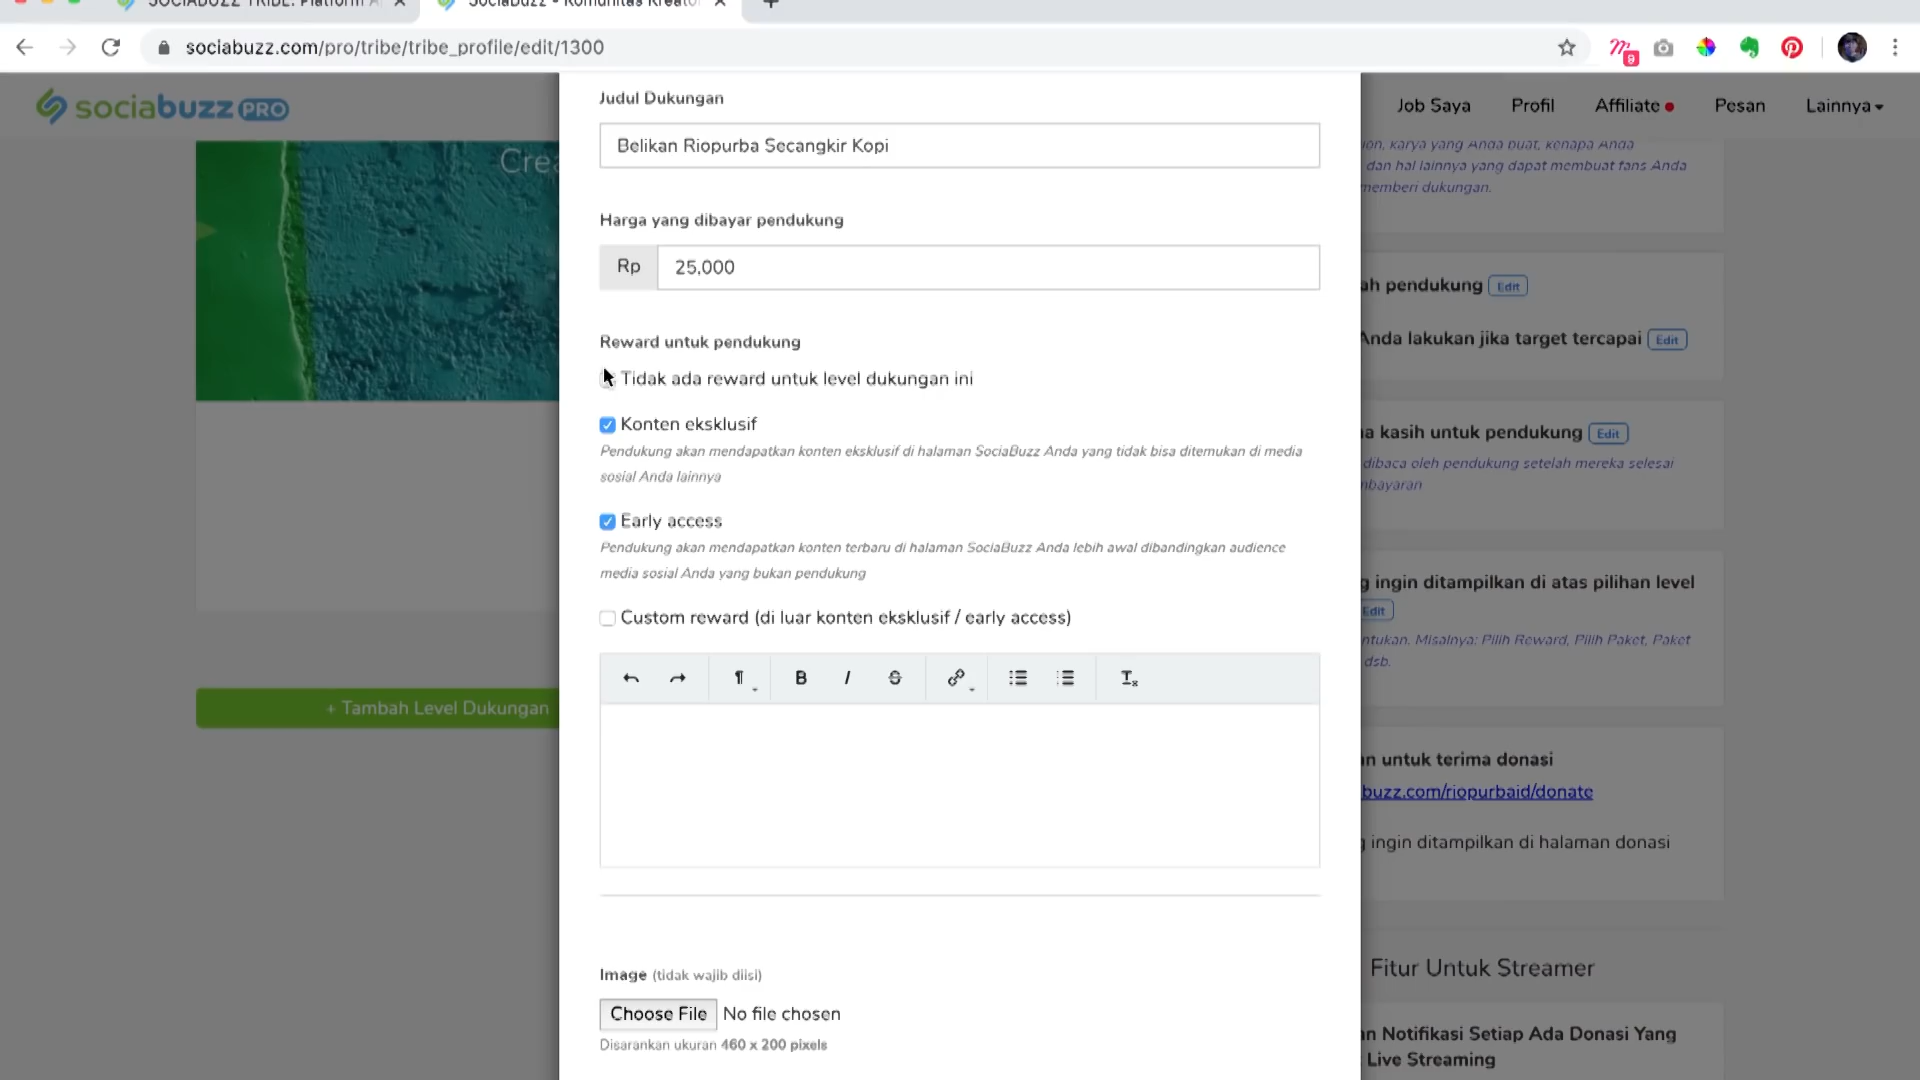 SOCIABUZZ TRIBE: Platform
sociabuzz.com/pro/tribe/tribe_profile/edit/1300
9
sociabuzz PRO
Job Saya
Profil
Affiliate
Pesan
Lainnya
Crea
Judul Dukungan
Belikan Riopurba Secangkir Kopi
Harga yang dibayar pendukung
Rp
25,000
Reward untuk pendukung
Tidak ada reward untuk level dukungan ini
Konten eksklusif
Pendukung akan mendapatkan konten eksklusif di halaman SociaBuzz Anda yang tidak bisa ditemukan di media
sosial Anda lainnya
Early access
Pendukung akan mendapatkan konten terbaru di halaman SociaBuzz Anda lebih awal dibandingkan audience
media sosial Anda yang bukan pendukung
Custom reward (di luar konten eksklusif / early access)
Image (tidak wajib diisi)
Choose File No file chosen
Disarankan ukuran 460 x 200 pixels
+ Tambah Level Dukungan
karya yang Anda buat, kenapa Anda
dan hal lainnya yang dapat membuat fans Anda
memberi dukungan.
ah pendukung Edit
Anda lakukan jika target tercapai Edit
a kasih untuk pendukung Edit
dibaca oleh pendukung setelah mereka selesai
mbayaran
g ingin ditampilkan di atas pilihan level
Edit
ntukan. Misalnya: Pilih Reward, Pilih Paket, Paket
dsb.
an untuk terima donasi
buzz.com/riopurbaid/donate
g ingin ditampilkan di halaman donasi
Fitur Untuk Streamer
an Notifikasi Setiap Ada Donasi Yang
Live Streaming